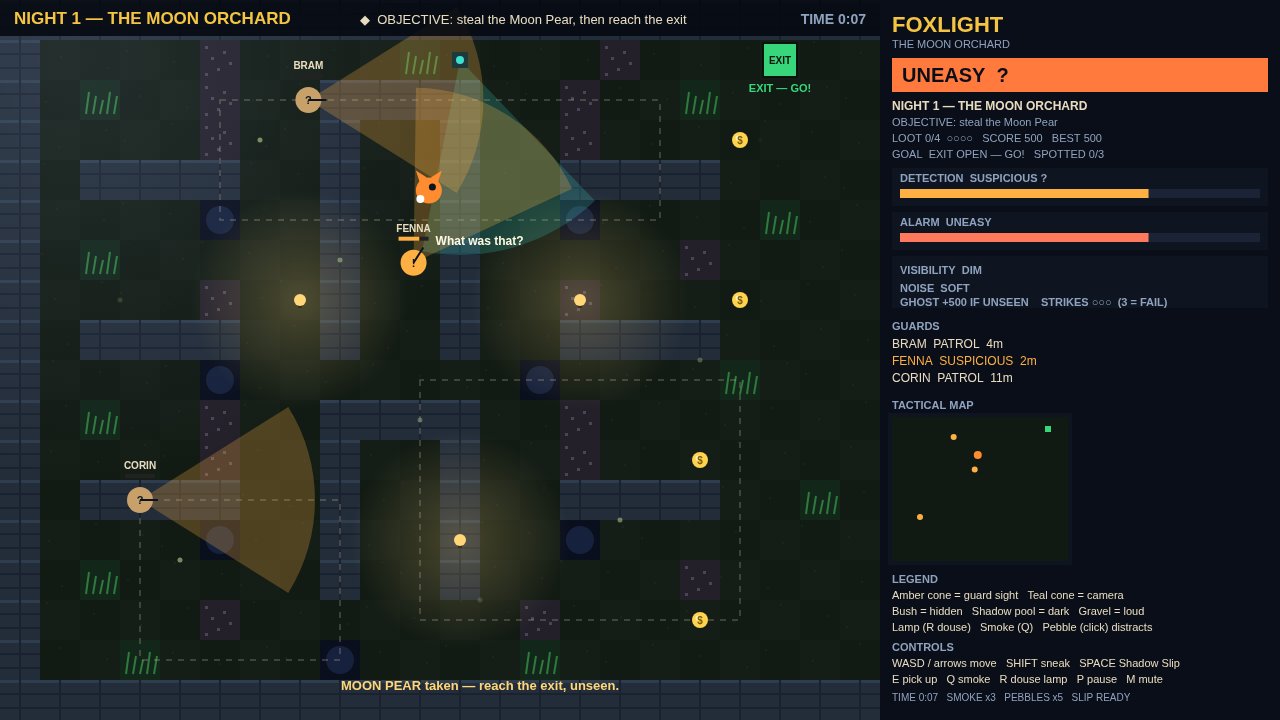 NIGHT 1 — THE MOON ORCHARD
◆ OBJECTIVE: steal the Moon Pear, then reach the exit
TIME 0:07
BRAM
?
EXIT
EXIT — GO!
$
FENNA
What was that?
!
$
CORIN
?
$
$
MOON PEAR taken — reach the exit, unseen.
FOXLIGHT
THE MOON ORCHARD
UNEASY ?
NIGHT 1 — THE MOON ORCHARD
OBJECTIVE: steal the Moon Pear
LOOT 0/4 ○○○○ SCORE 500 BEST 500
GOAL EXIT OPEN — GO! SPOTTED 0/3
DETECTION SUSPICIOUS ?
ALARM UNEASY
VISIBILITY DIM
NOISE SOFT
GHOST +500 IF UNSEEN STRIKES ○○○ (3 = FAIL)
GUARDS
BRAM PATROL 4m
FENNA SUSPICIOUS 2m
CORIN PATROL 11m
TACTICAL MAP
LEGEND
Amber cone = guard sight Teal cone = camera
Bush = hidden Shadow pool = dark Gravel = loud
Lamp (R douse) Smoke (Q) Pebble (click) distracts
CONTROLS
WASD / arrows move SHIFT sneak SPACE Shadow Slip
E pick up Q smoke R douse lamp P pause M mute
TIME 0:07 SMOKE x3 PEBBLES x5 SLIP READY